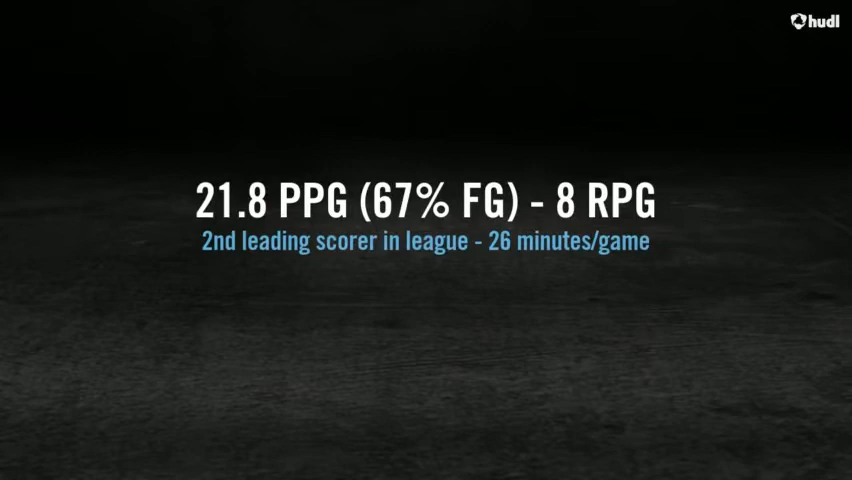 hudl
21.8 PPG (67% FG) - 8 RPG
2nd leading scorer in league - 26 minutes/game